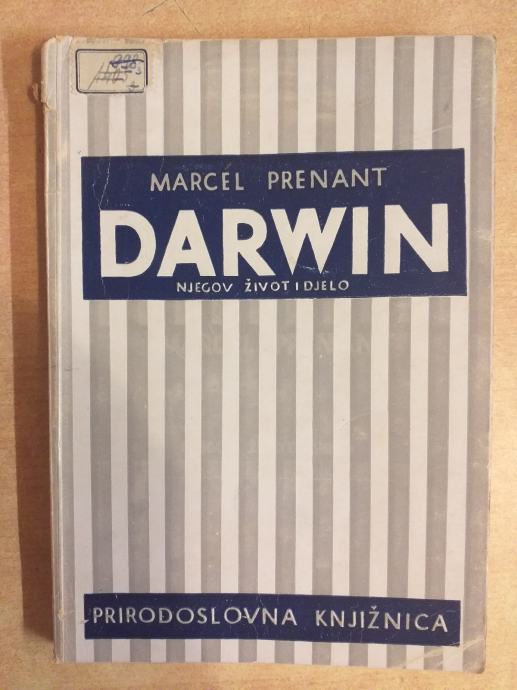 MARCEL PRENANT
DARWIN
NJEGOV ŽIVOT I DJELO
PRIRODOSLOVNA KNJIŽNICA